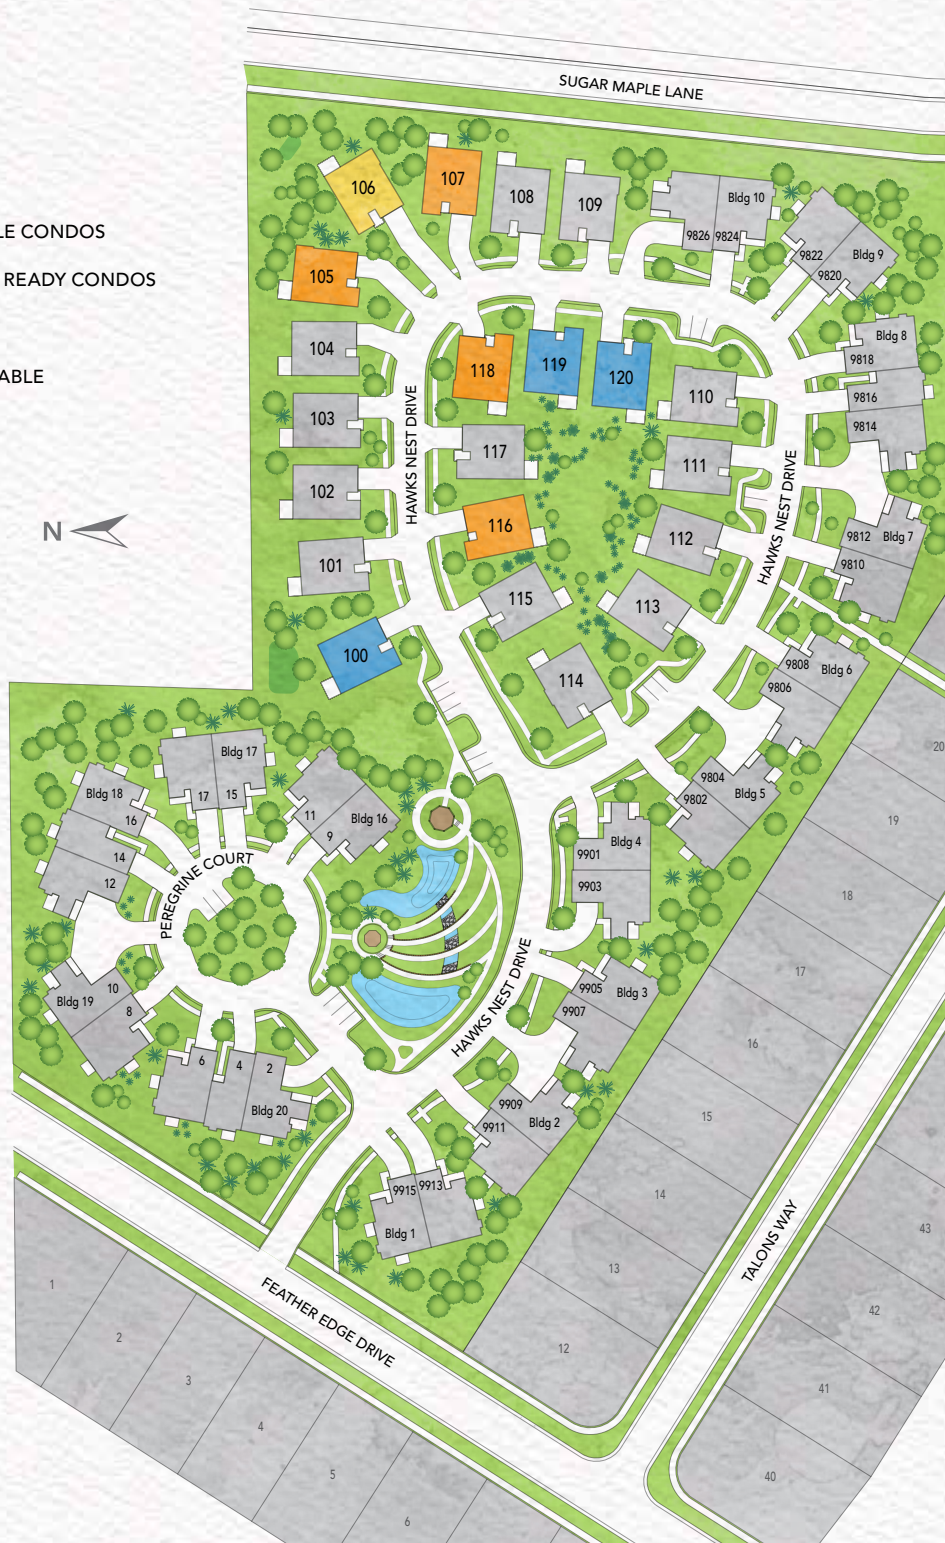 SUGAR MAPLE LANE
LE CONDOS
READY CONDOS
ABLE
N
106
107
108
109
Bldg 10
9826
9824
9822
9820
Bldg 9
105
104
103
102
101
100
118
119
120
117
116
115
114
113
112
111
110
HAWKS NEST DRIVE
HAWKS NEST DRIVE
Bldg 8
9818
9816
9814
9812
Bldg 7
9810
9808
Bldg 6
9806
9804
Bldg 5
9802
Bldg 4
9901
9903
Bldg 17
17
15
Bldg 18
16
14
12
11
9
Bldg 16
PEREGRINE COURT
Bldg 19
10
8
6
4
2
Bldg 20
HAWKS NEST DRIVE
9905
Bldg 3
9907
9909
Bldg 2
9911
9915
9913
Bldg 1
20
19
18
17
16
15
14
13
12
TALONS WAY
43
42
41
40
FEATHER EDGE DRIVE
1
2
3
4
5
6